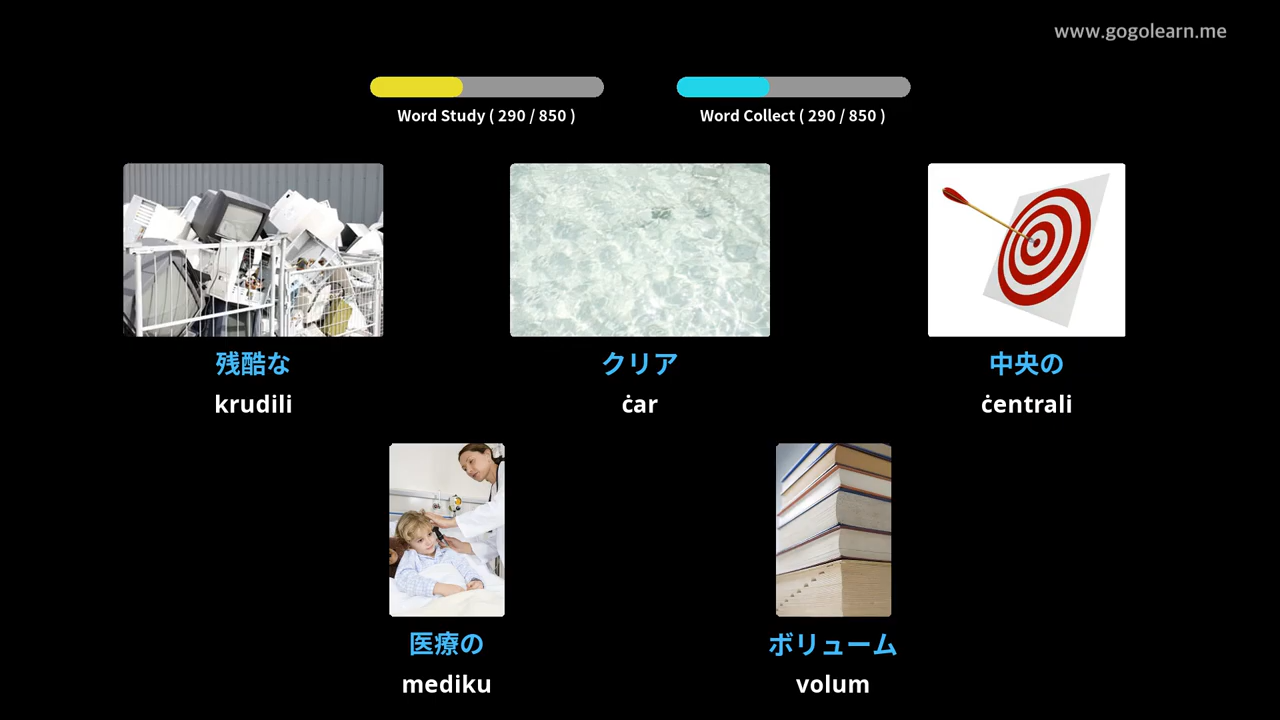 www.gogolearn.me
Word Study ( 290 / 850 )
Word Collect ( 290 / 850 )
残酷な
krudili
クリア
ċar
中央の
ċentrali
医療の
mediku
ボリューム
volum